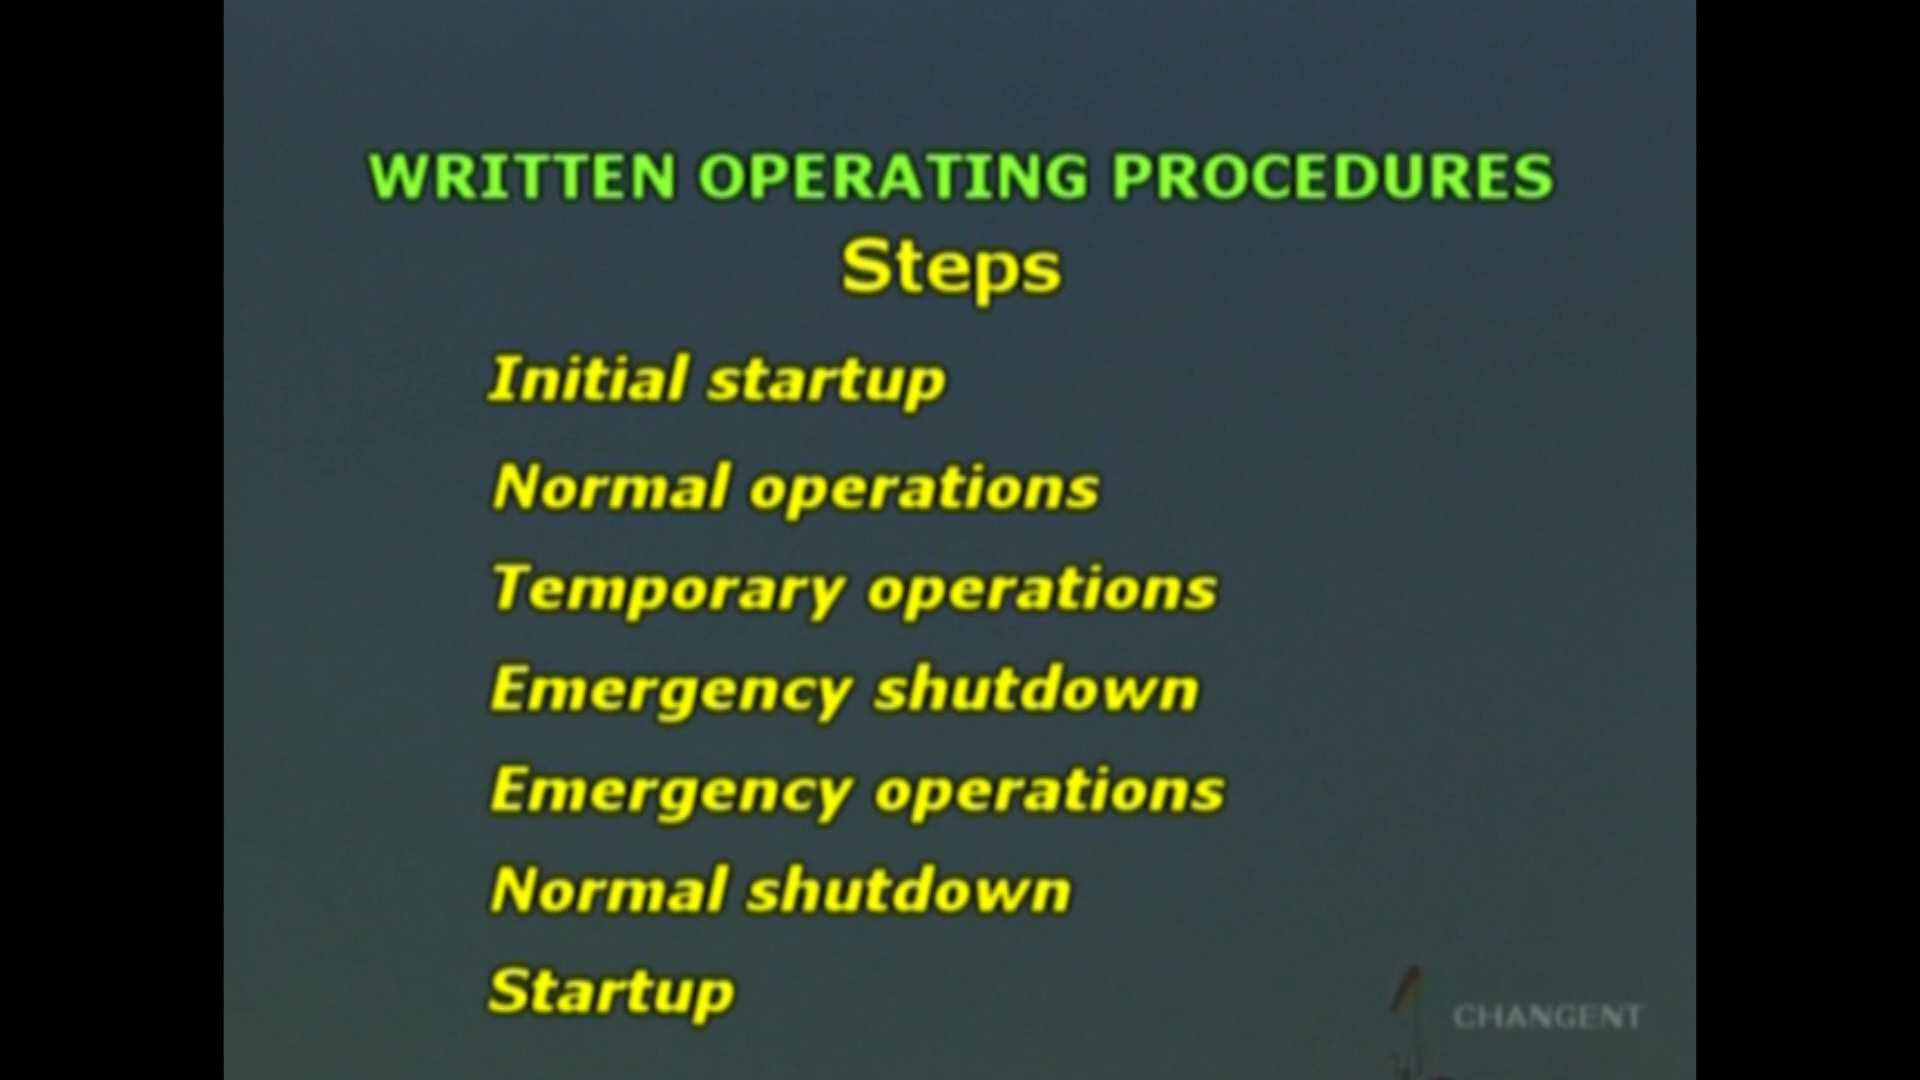 WRITTEN OPERATING PROCEDURES
Steps
Initial startup
Normal operations
Temporary operations
Emergency shutdown
Emergency operations
Normal shutdown
Startup
CHANGENT